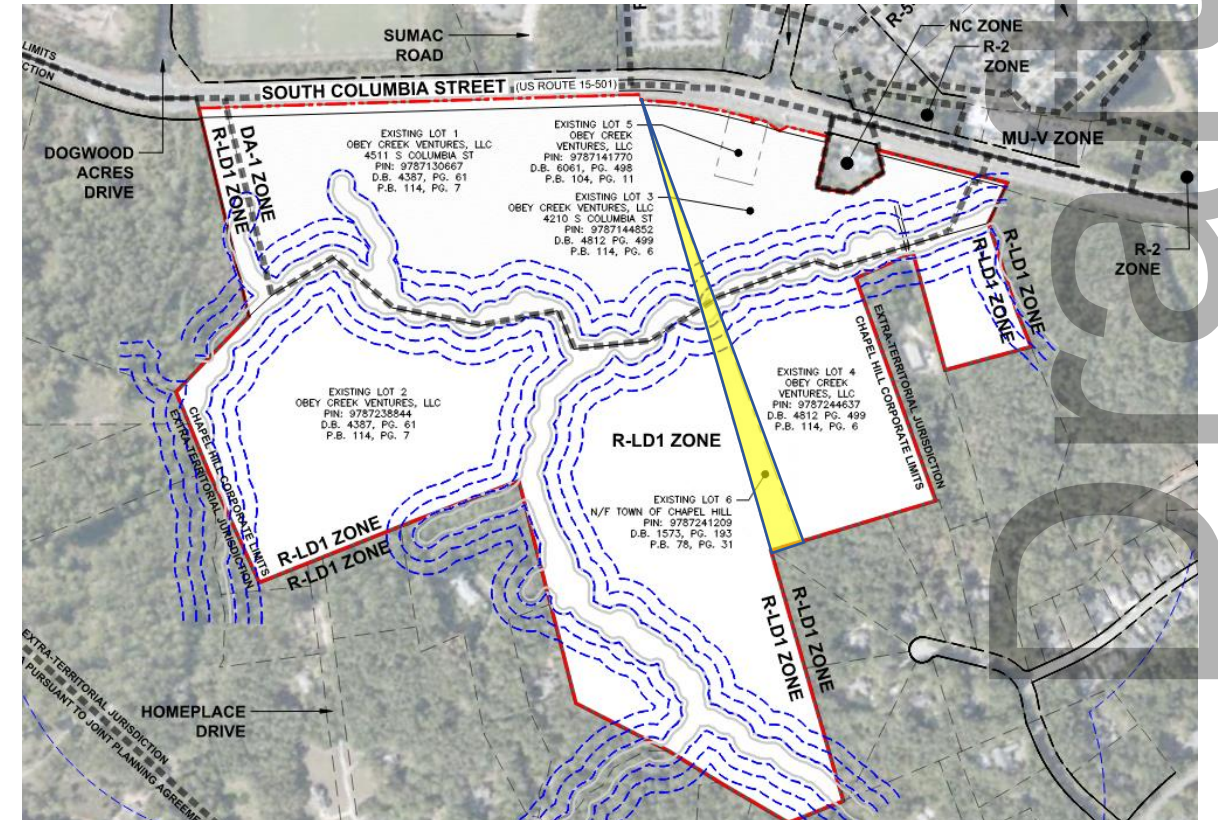 SUMAC
ROAD
NC ZONE
R-2
ZONE
R-5
LIMITS
SOUTH COLUMBIA STREET (US ROUTE 15-501)
MU-V ZONE
DOGWOOD
ACRES
DRIVE
DA-1 ZONE
R-LD1 ZONE
EXISTING LOT 1
OBEY CREEK VENTURES, LLC
4511 S COLUMBIA ST
PIN: 9787130667
D.B. 4387, PG. 61
P.B. 114, PG. 7
EXISTING LOT 5
OBEY CREEK
VENTURES, LLC
PIN: 9787141770
D.B. 6061, PG. 498
P.B. 104, PG. 11
EXISTING LOT 3
OBEY CREEK VENTURES, LLC
4210 S COLUMBIA ST
PIN: 9787144852
D.B. 4812 PG. 499
P.B. 114, PG. 6
R-2
ZONE
R-LD1 ZONE
R-LD1 ZONE
EXTRA-TERRITORIAL JURISDICTION
CHAPEL HILL CORPORATE LIMITS
EXISTING LOT 2
OBEY CREEK VENTURES, LLC
PIN: 9787238844
D.B. 4387, PG. 61
P.B. 114, PG. 7
EXISTING LOT 4
OBEY CREEK
VENTURES, LLC
PIN: 9787244637
D.B. 4812 PG. 499
P.B. 114, PG. 6
R-LD1 ZONE
CHAPEL HILL CORPORATE LIMITS
EXTRA-TERRITORIAL JURISDICTION
EXISTING LOT 6
N/F TOWN OF CHAPEL HILL
PIN: 9787241209
D.B. 1573, PG. 193
P.B. 78, PG. 31
R-LD1 ZONE
R-LD1 ZONE
R-LD1 ZONE
R-LD1 ZONE
HOMEPLACE
DRIVE
EXTRA-TERRITORIAL JURISDICTION
PURSUANT TO JOINT PLANNING
Draft